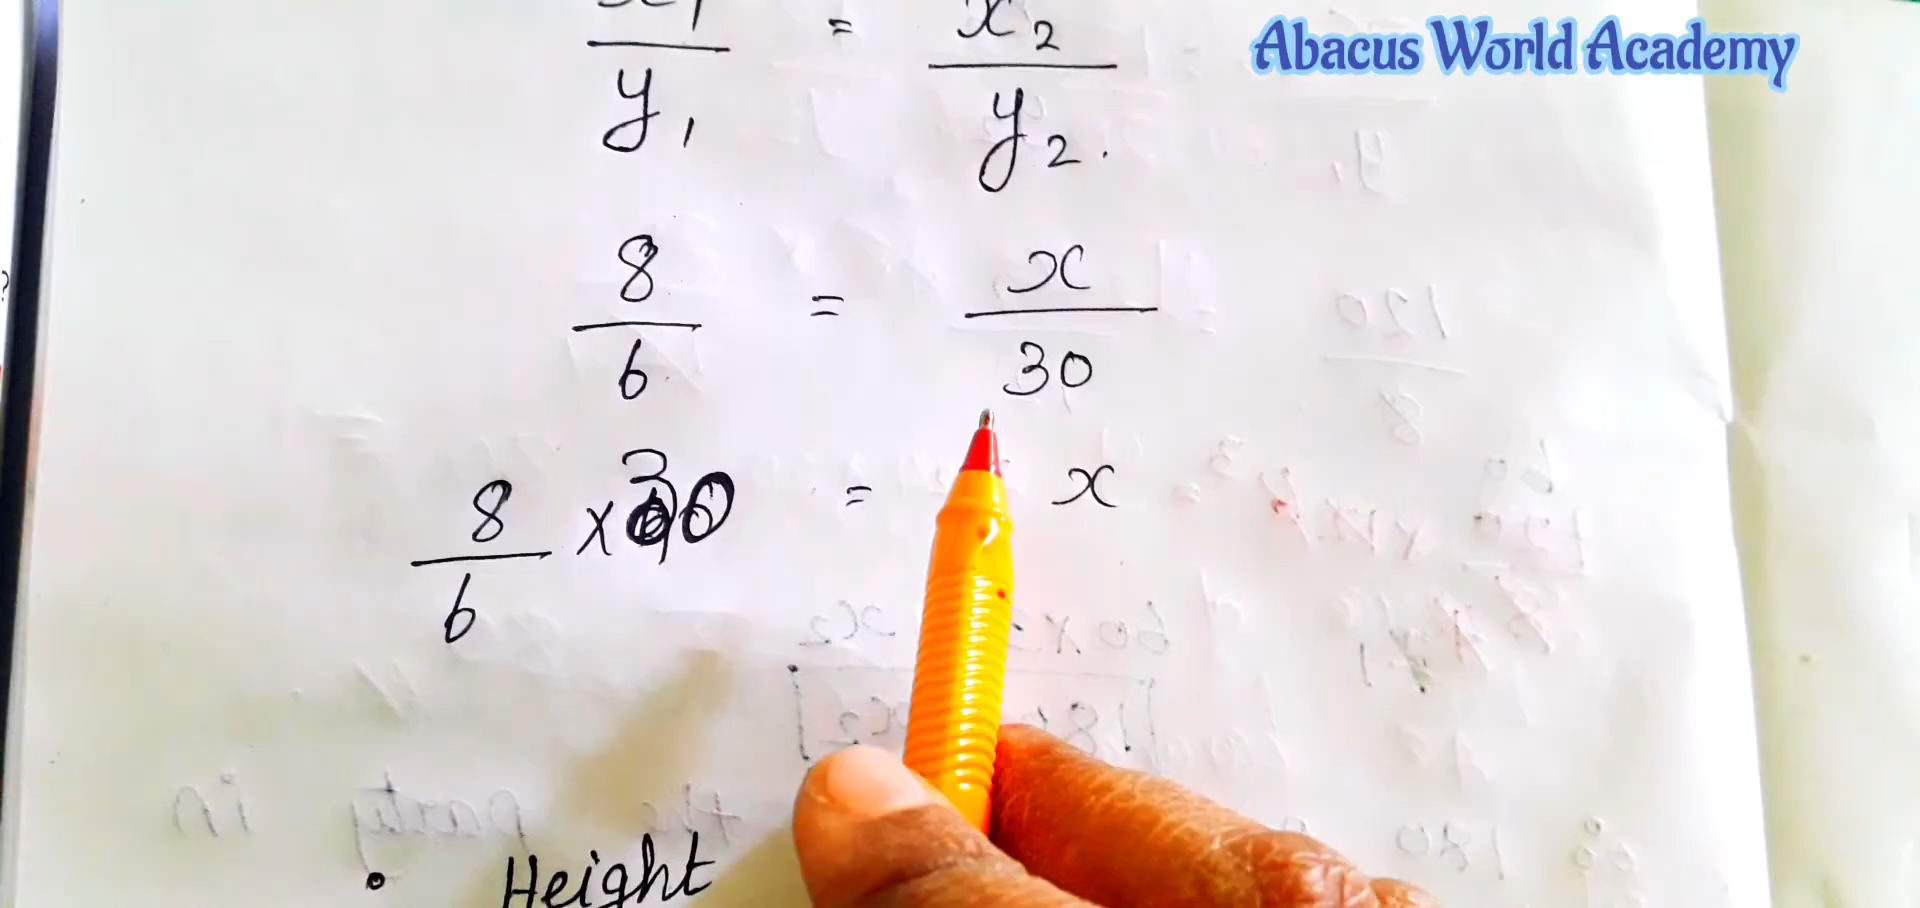 x1/y1 = x2/y2.
Abacus World Academy
8/6 = x/30
8/6 × 30 = x
Height